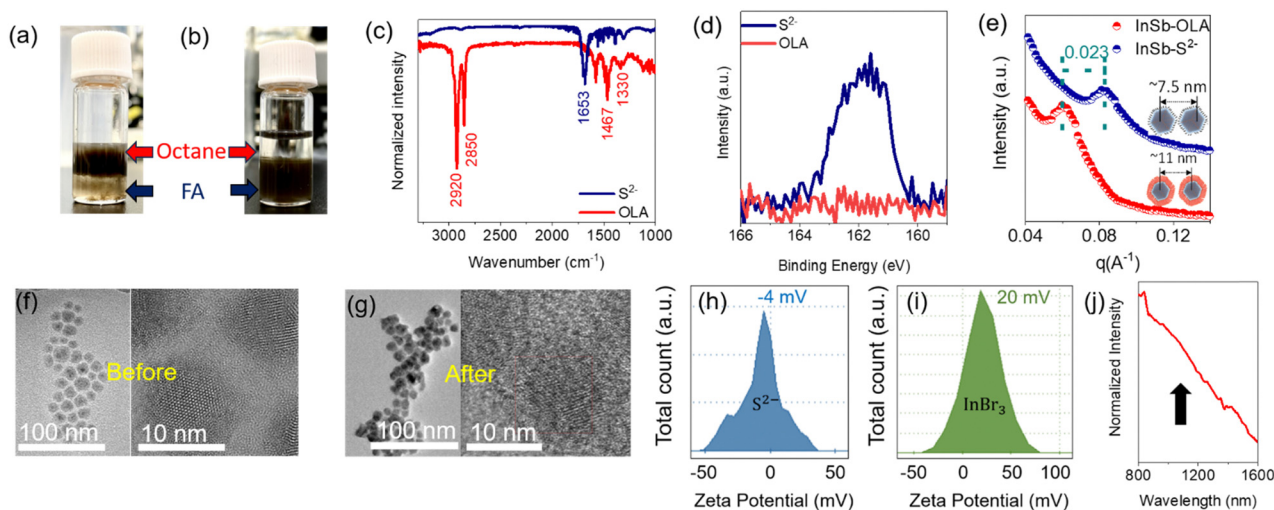 (a)
(b)
Octane
FA
(c)
Normalized intensity
2920
2850
1653
1467
1330
S²⁻
OLA
3000 2500 2000 1500 1000
Wavenumber (cm⁻¹)
(d)
S²⁻
OLA
Intensity (a.u.)
166 164 162 160
Binding Energy (eV)
(e)
InSb-OLA
InSb-S²⁻
0.023
~7.5 nm
~11 nm
Intensity (a.u.)
0.04 0.08 0.12
q(A⁻¹)
(f)
Before
100 nm
10 nm
(g)
After
100 nm
10 nm
(h)
-4 mV
S²⁻
Total count (a.u.)
-50 0 50
Zeta Potential (mV)
(i)
20 mV
InBr₃
Total count (a.u.)
-50 0 50 100
Zeta Potential (mV)
(j)
Normalized Intensity
800 1200 1600
Wavelength (nm)